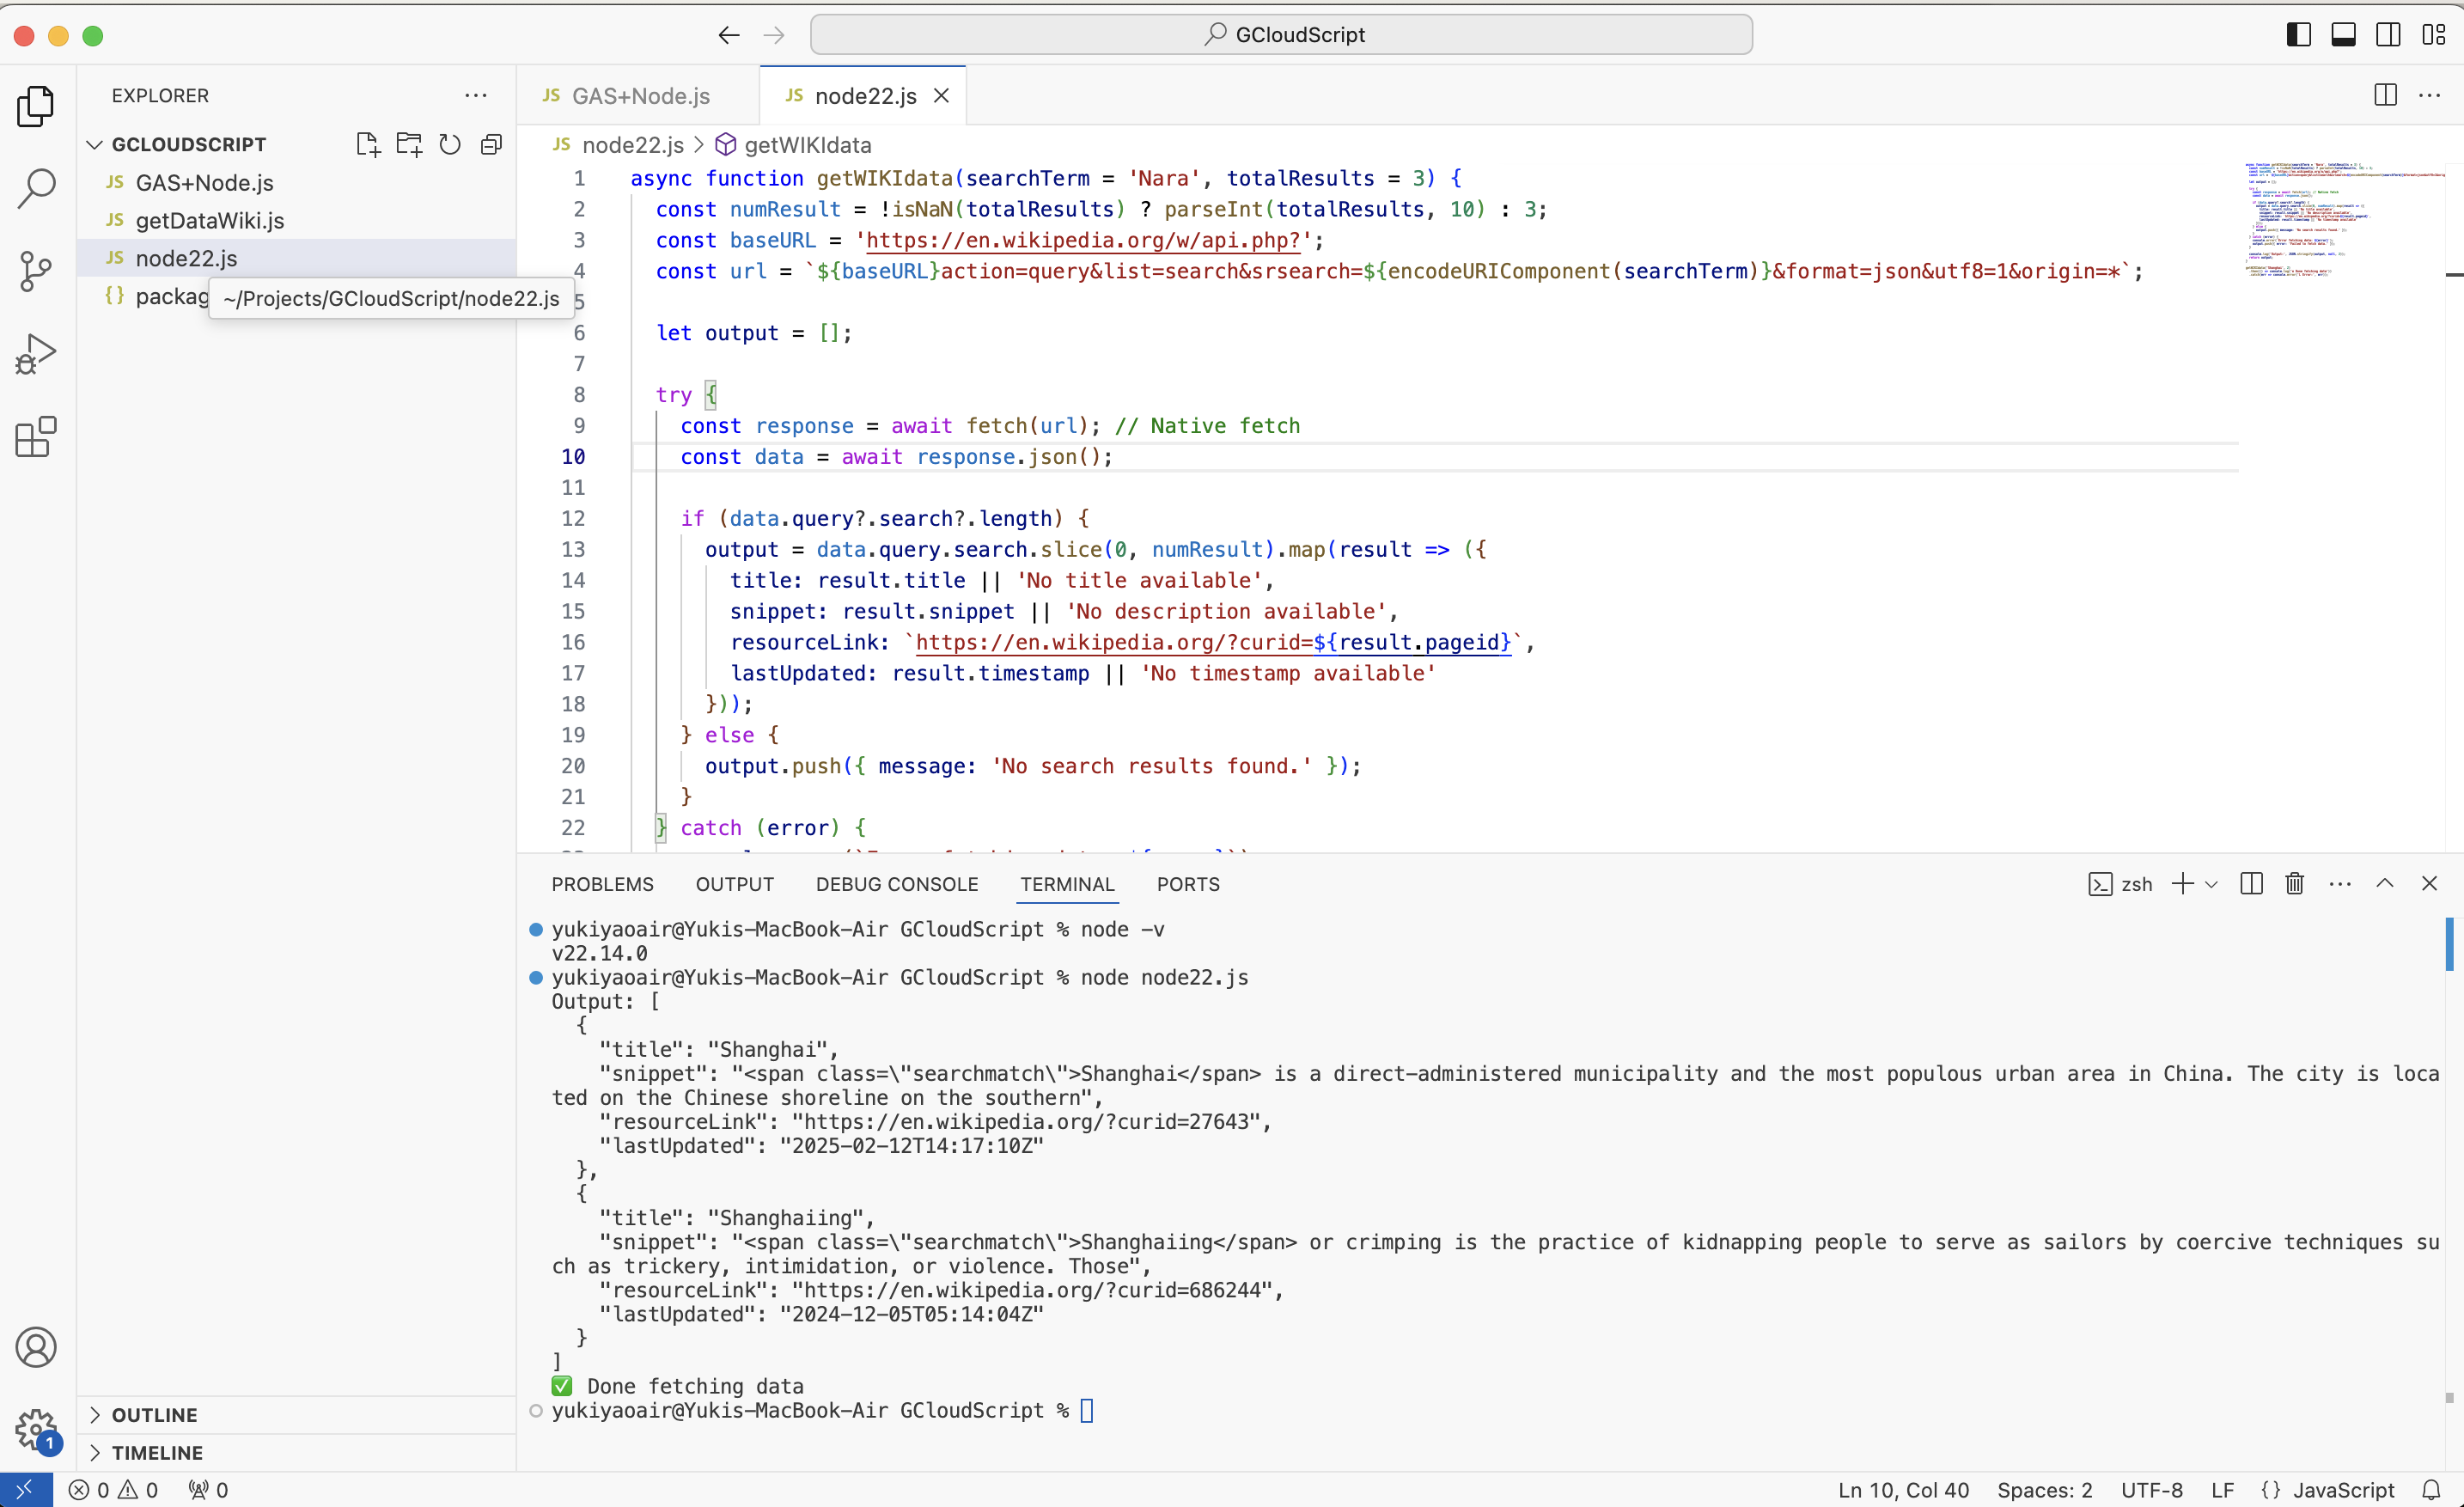 GCloudScript
EXPLORER
GCLOUDSCRIPT
JS GAS+Node.js
JS getDataWiki.js
JS node22.js
{} packag
~/Projects/GCloudScript/node22.js
OUTLINE
TIMELINE
1
JS GAS+Node.js
JS node22.js
JS node22.js > getWIKIdata
1 async function getWIKIdata(searchTerm = 'Nara', totalResults = 3) {
2 const numResult = !isNaN(totalResults) ? parseInt(totalResults, 10) : 3;
3 const baseURL = 'https://en.wikipedia.org/w/api.php?';
4 const url = `${baseURL}action=query&list=search&srsearch=${encodeURIComponent(searchTerm)}&format=json&utf8=1&origin=*`;
5
6 let output = [];
7
8 try {
9 const response = await fetch(url); // Native fetch
10 const data = await response.json();
11
12 if (data.query?.search?.length) {
13 output = data.query.search.slice(0, numResult).map(result => ({
14 title: result.title || 'No title available',
15 snippet: result.snippet || 'No description available',
16 resourceLink: `https://en.wikipedia.org/?curid=${result.pageid}`,
17 lastUpdated: result.timestamp || 'No timestamp available'
18 }));
19 } else {
20 output.push({ message: 'No search results found.' });
21 }
22 } catch (error) {
PROBLEMS OUTPUT DEBUG CONSOLE TERMINAL PORTS
zsh
yukiyaoair@Yukis-MacBook-Air GCloudScript % node -v
v22.14.0
yukiyaoair@Yukis-MacBook-Air GCloudScript % node node22.js
Output: [
{
"title": "Shanghai",
"snippet": "<span class=\"searchmatch\">Shanghai</span> is a direct-administered municipality and the most populous urban area in China. The city is loca
ted on the Chinese shoreline on the southern",
"resourceLink": "https://en.wikipedia.org/?curid=27643",
"lastUpdated": "2025-02-12T14:17:10Z"
},
{
"title": "Shanghaiing",
"snippet": "<span class=\"searchmatch\">Shanghaiing</span> or crimping is the practice of kidnapping people to serve as sailors by coercive techniques su
ch as trickery, intimidation, or violence. Those",
"resourceLink": "https://en.wikipedia.org/?curid=686244",
"lastUpdated": "2024-12-05T05:14:04Z"
}
]
✅ Done fetching data
yukiyaoair@Yukis-MacBook-Air GCloudScript %
0 0 0
Ln 10, Col 40 Spaces: 2 UTF-8 LF {} JavaScript